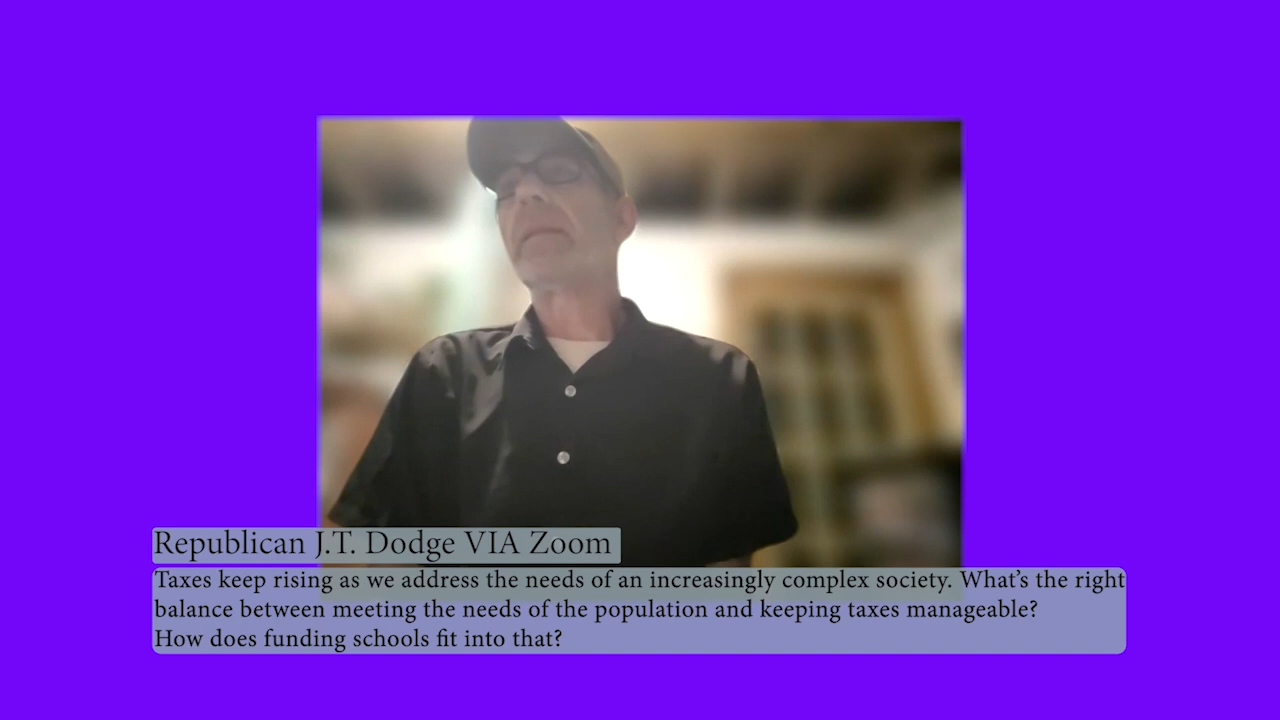 Republican J.T. Dodge VIA Zoom
Taxes keep rising as we address the needs of an increasingly complex society. What’s the right
balance between meeting the needs of the population and keeping taxes manageable?
How does funding schools fit into that?